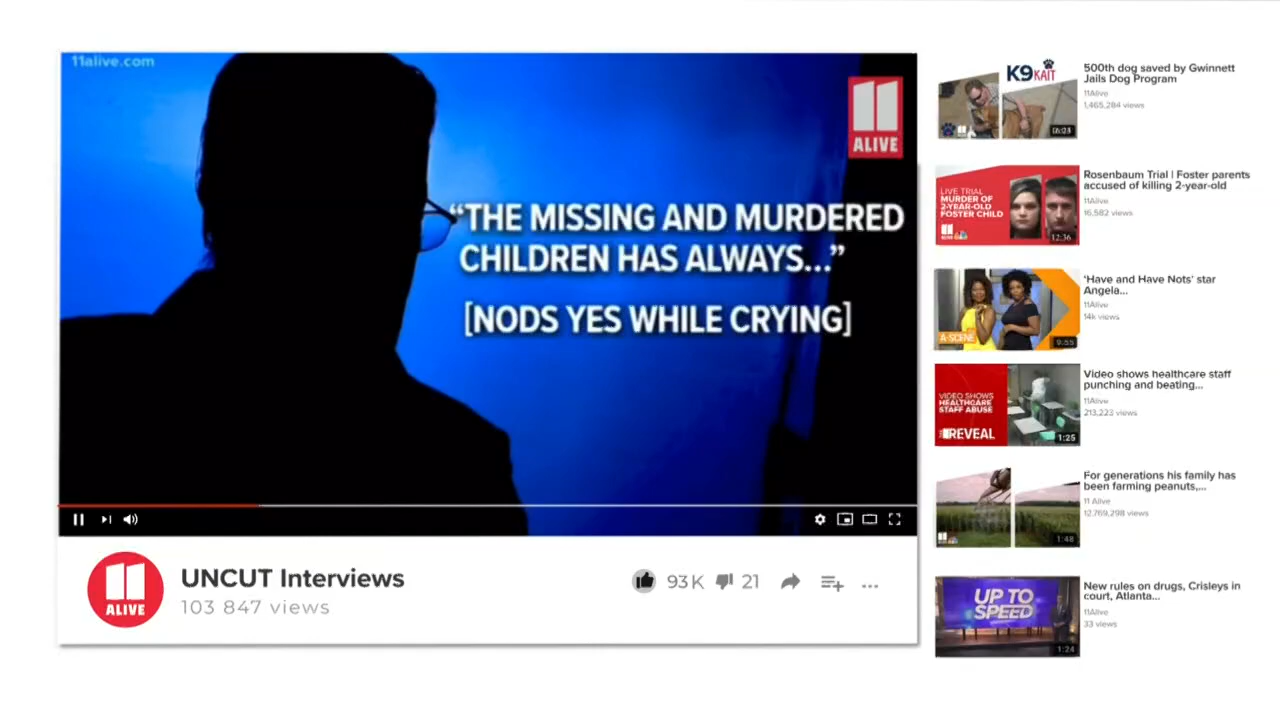 11alive.com
11
ALIVE
“THE MISSING AND MURDERED
CHILDREN HAS ALWAYS...”
[NODS YES WHILE CRYING]
11
ALIVE
UNCUT Interviews
103 847 views
93K
21
K9 KAIT
16:23
500th dog saved by Gwinnett
Jails Dog Program
11Alive
1,465,284 views
LIVE TRIAL
MURDER OF
2-YEAR-OLD
FOSTER CHILD
12:36
Rosenbaum Trial | Foster parents
accused of killing 2-year-old
11Alive
16,582 views
A-SCENE
9:55
'Have and Have Nots' star
Angela...
11Alive
14k views
VIDEO SHOWS
HEALTHCARE
STAFF ABUSE
REVEAL
1:25
Video shows healthcare staff
punching and beating...
11Alive
213,223 views
1:48
For generations his family has
been farming peanuts,...
11 Alive
12,769,298 views
UP TO
SPEED
1:24
New rules on drugs, Crisleys in
court, Atlanta...
11Alive
33 views